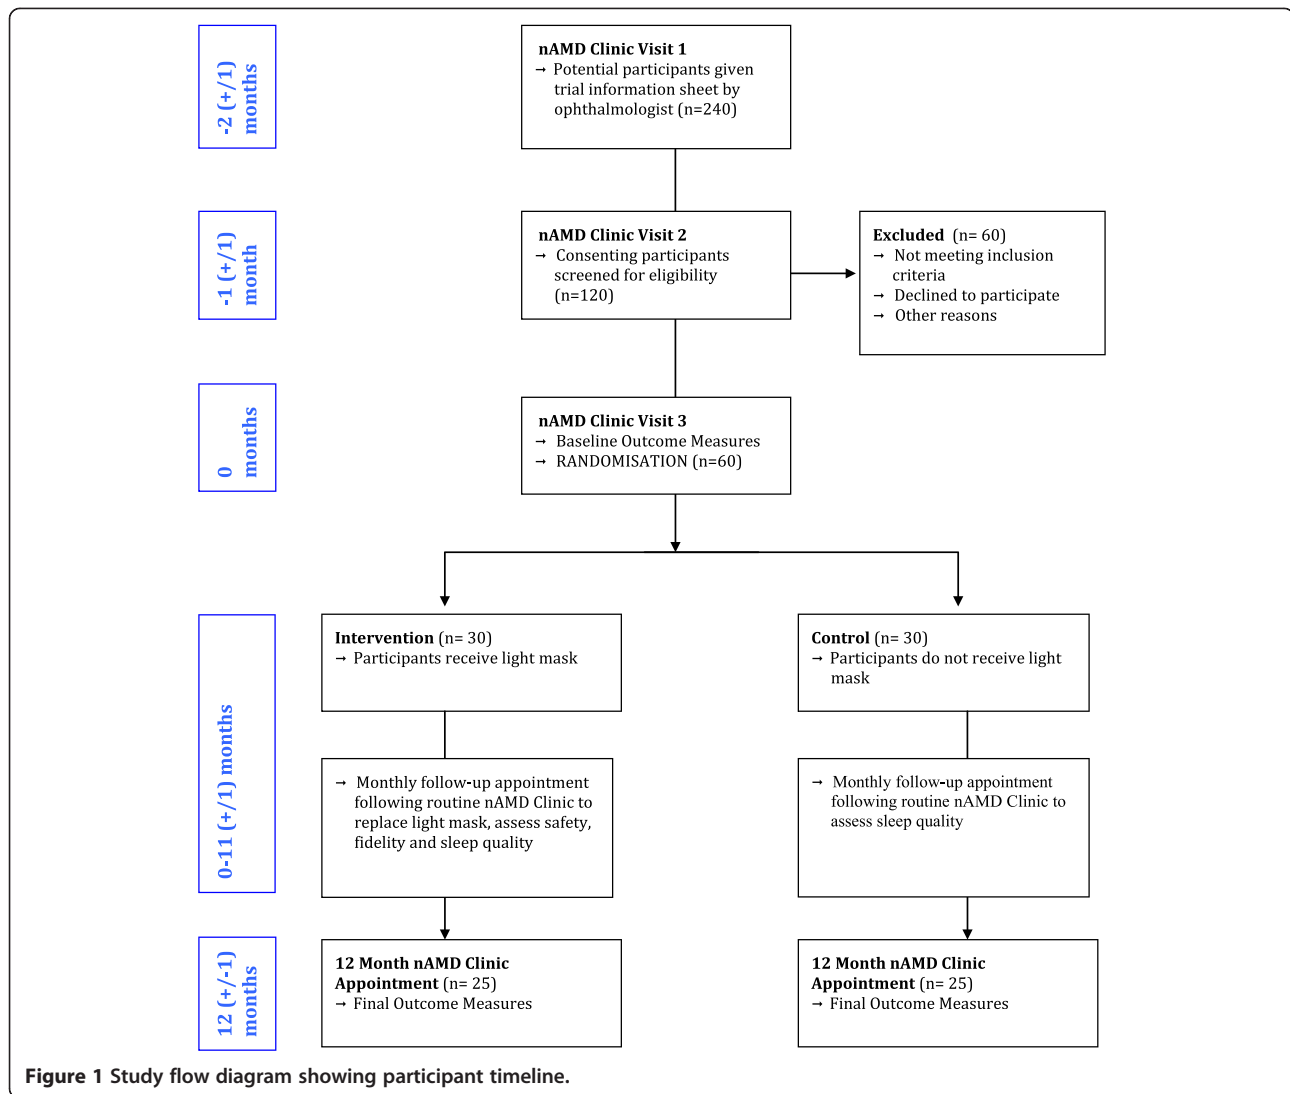 -2 (+/1)
months
nAMD Clinic Visit 1
→ Potential participants given
trial information sheet by
ophthalmologist (n=240)
-1 (+/1)
month
nAMD Clinic Visit 2
→ Consenting participants
screened for eligibility
(n=120)
Excluded (n= 60)
→ Not meeting inclusion
criteria
→ Declined to participate
→ Other reasons
0
months
nAMD Clinic Visit 3
→ Baseline Outcome Measures
→ RANDOMISATION (n=60)
0-11 (+/1) months
Intervention (n= 30)
→ Participants receive light mask
Control (n= 30)
→ Participants do not receive light
mask
→ Monthly follow-up appointment
following routine nAMD Clinic to
replace light mask, assess safety,
fidelity and sleep quality
→ Monthly follow-up appointment
following routine nAMD Clinic to
assess sleep quality
12 (+/-1)
months
12 Month nAMD Clinic
Appointment (n= 25)
→ Final Outcome Measures
12 Month nAMD Clinic
Appointment (n= 25)
→ Final Outcome Measures
Figure 1 Study flow diagram showing participant timeline.